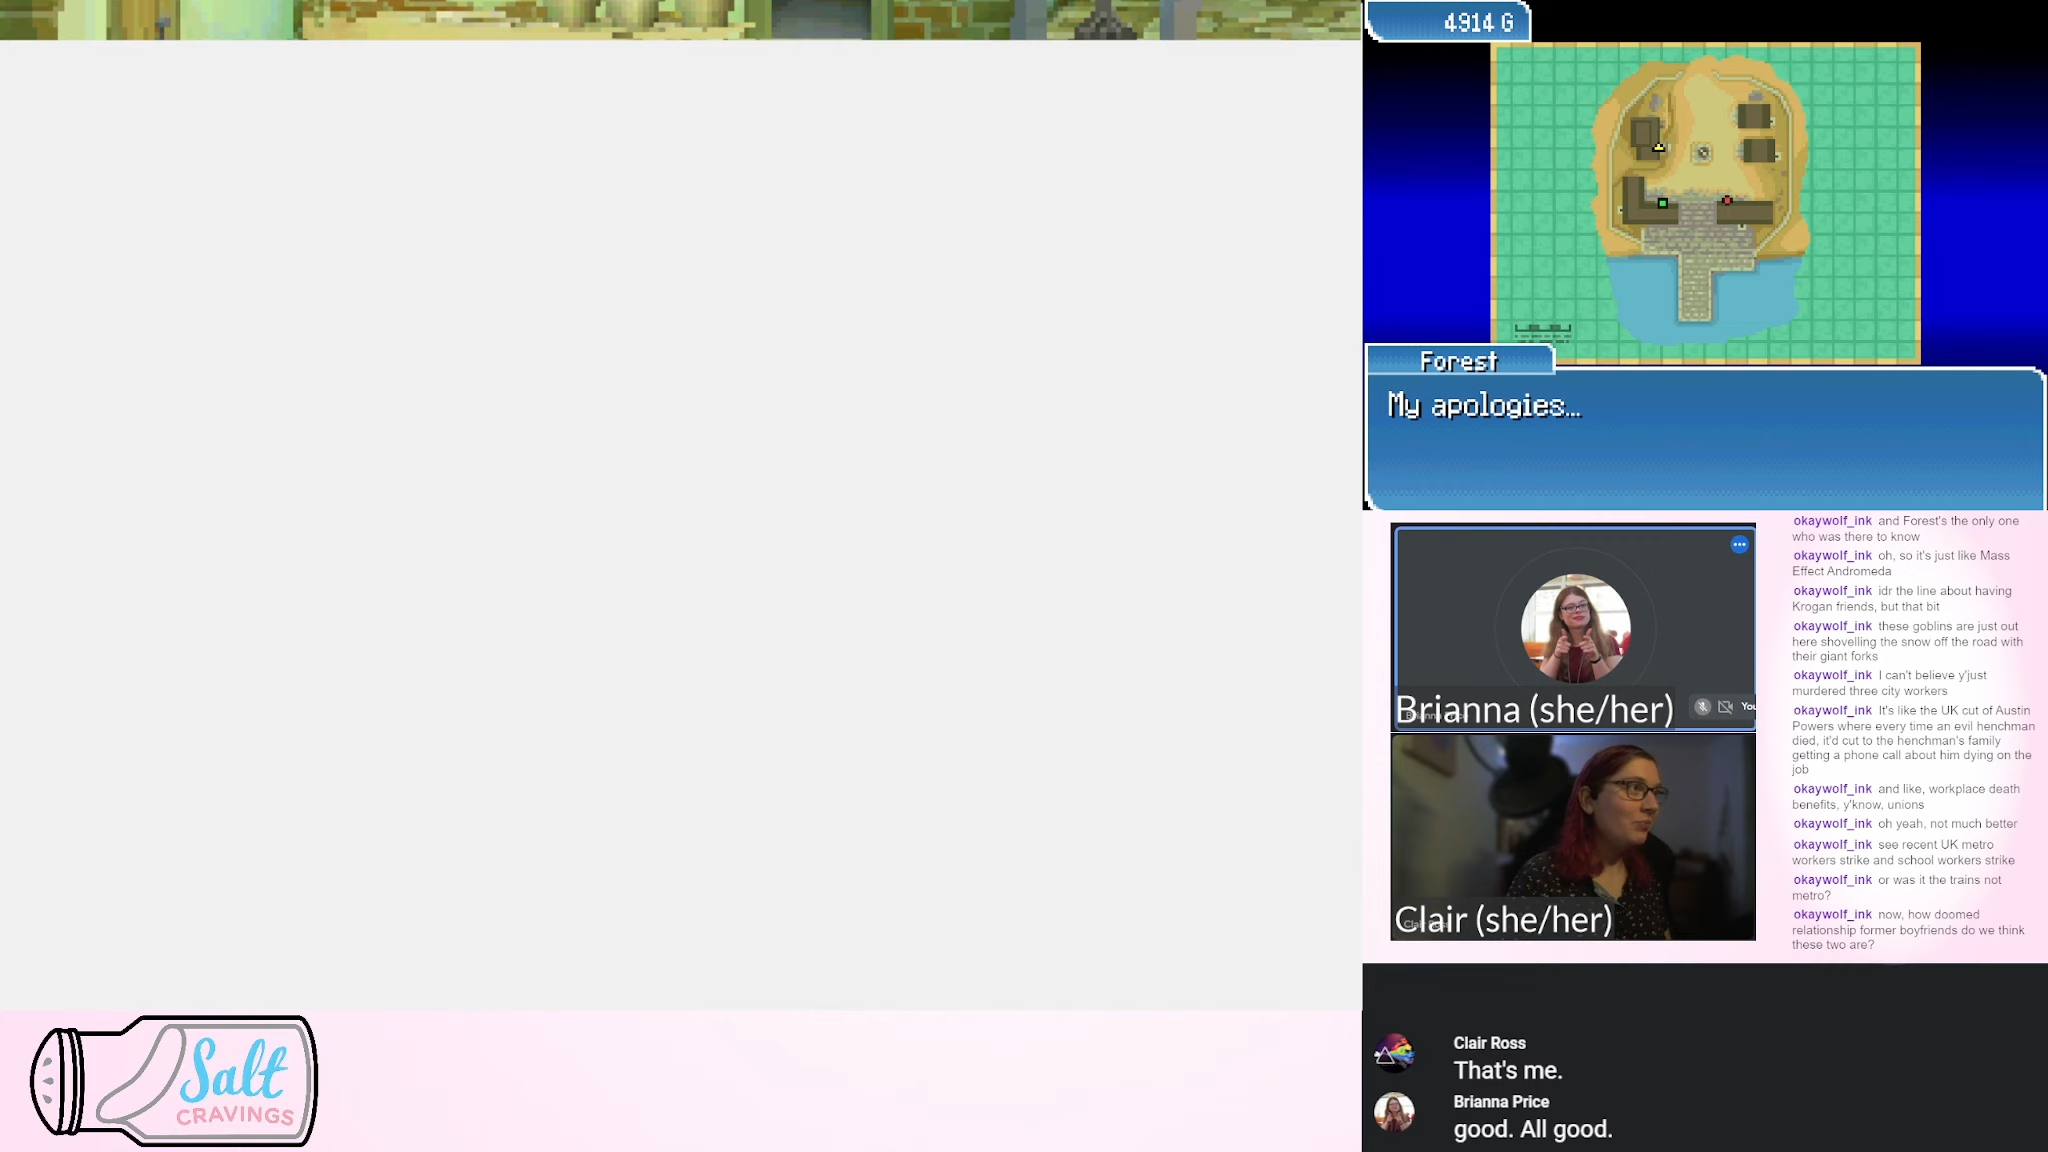 4914 G
Forest
My apologies...
okaywolf_ink and Forest's the only one
who was there to know
okaywolf_ink oh, so it's just like Mass
Effect Andromeda
okaywolf_ink idr the line about having
Krogan friends, but that bit
okaywolf_ink these goblins are just out
here shovelling the snow off the road with
their giant forks
okaywolf_ink I can't believe y'just
murdered three city workers
okaywolf_ink It's like the UK cut of Austin
Powers where every time an evil henchman
died, it'd cut to the henchman's family
getting a phone call about him dying on the
job
okaywolf_ink and like, workplace death
benefits, y'know, unions
okaywolf_ink oh yeah, not much better
okaywolf_ink see recent UK metro
workers strike and school workers strike
okaywolf_ink or was it the trains not
metro?
okaywolf_ink now, how doomed
relationship former boyfriends do we think
these two are?
Brianna (she/her)
You
Clair (she/her)
Salt
CRAVINGS
Clair Ross
That's me.
Brianna Price
good. All good.